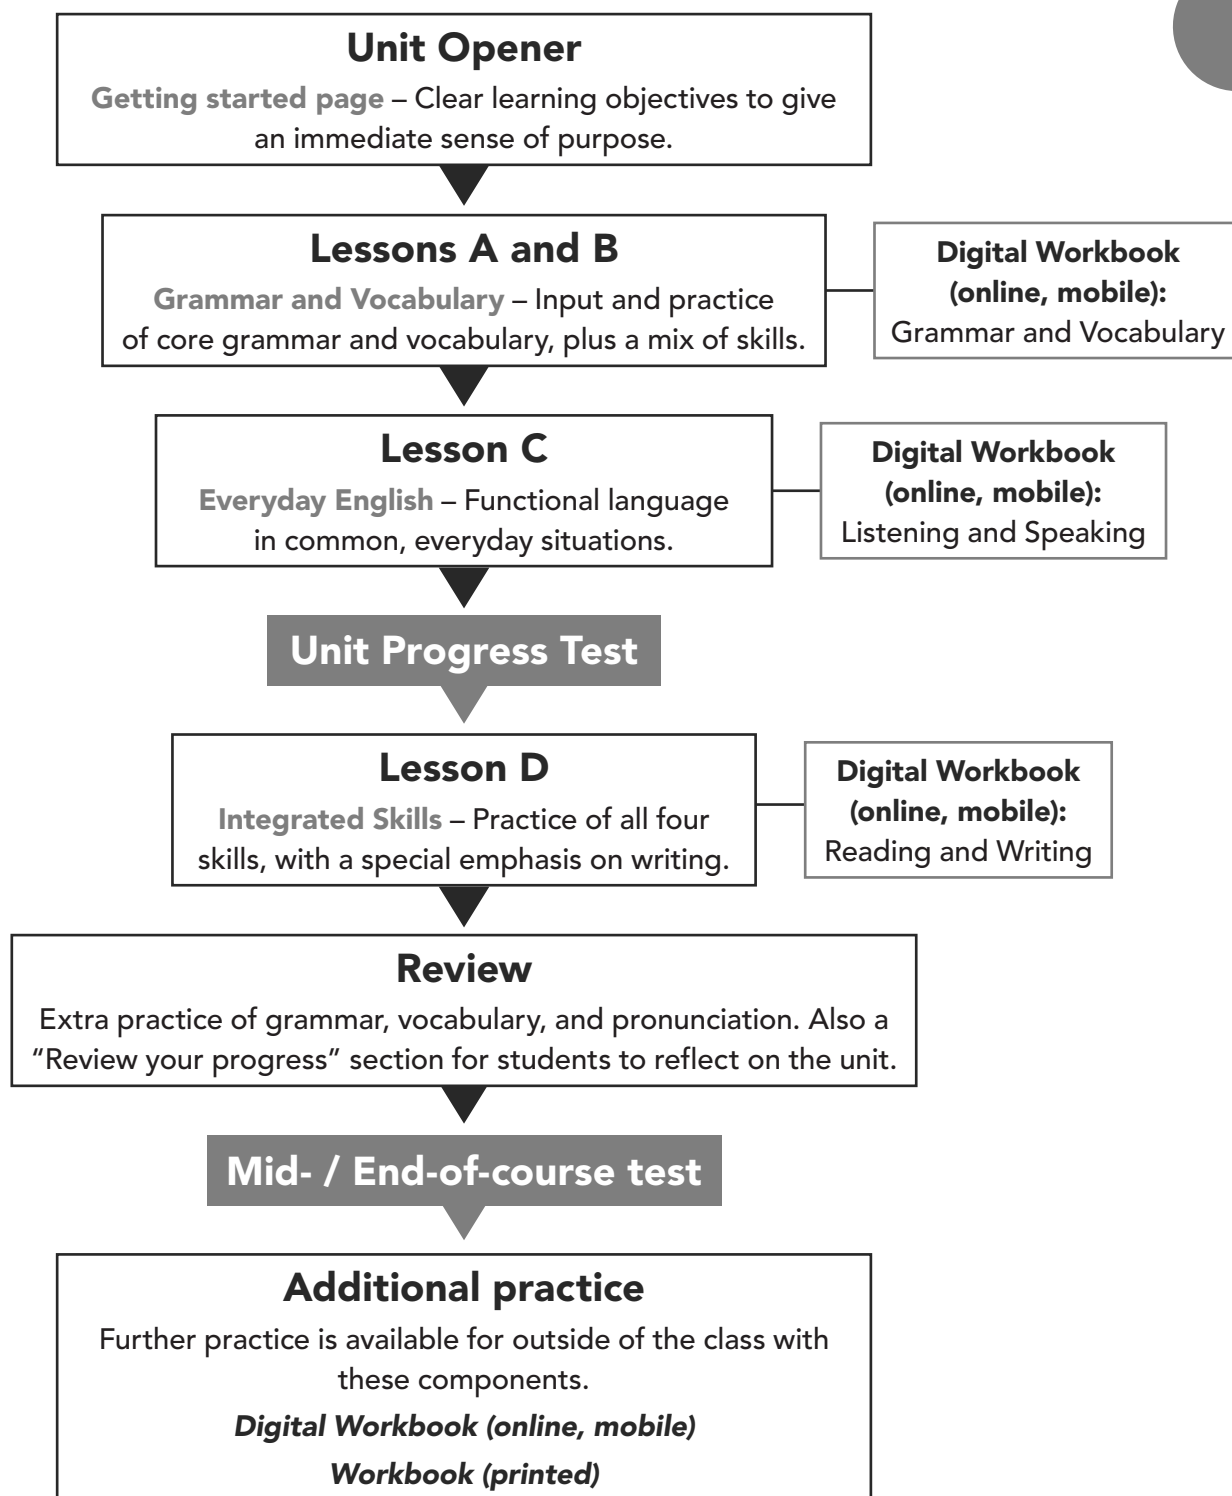 Unit Opener
Getting started page – Clear learning objectives to give
an immediate sense of purpose.
Lessons A and B
Grammar and Vocabulary – Input and practice
of core grammar and vocabulary, plus a mix of skills.
Digital Workbook
(online, mobile):
Grammar and Vocabulary
Lesson C
Everyday English – Functional language
in common, everyday situations.
Digital Workbook
(online, mobile):
Listening and Speaking
Unit Progress Test
Lesson D
Integrated Skills – Practice of all four
skills, with a special emphasis on writing.
Digital Workbook
(online, mobile):
Reading and Writing
Review
Extra practice of grammar, vocabulary, and pronunciation. Also a
“Review your progress” section for students to reflect on the unit.
Mid- / End-of-course test
Additional practice
Further practice is available for outside of the class with
these components.
Digital Workbook (online, mobile)
Workbook (printed)